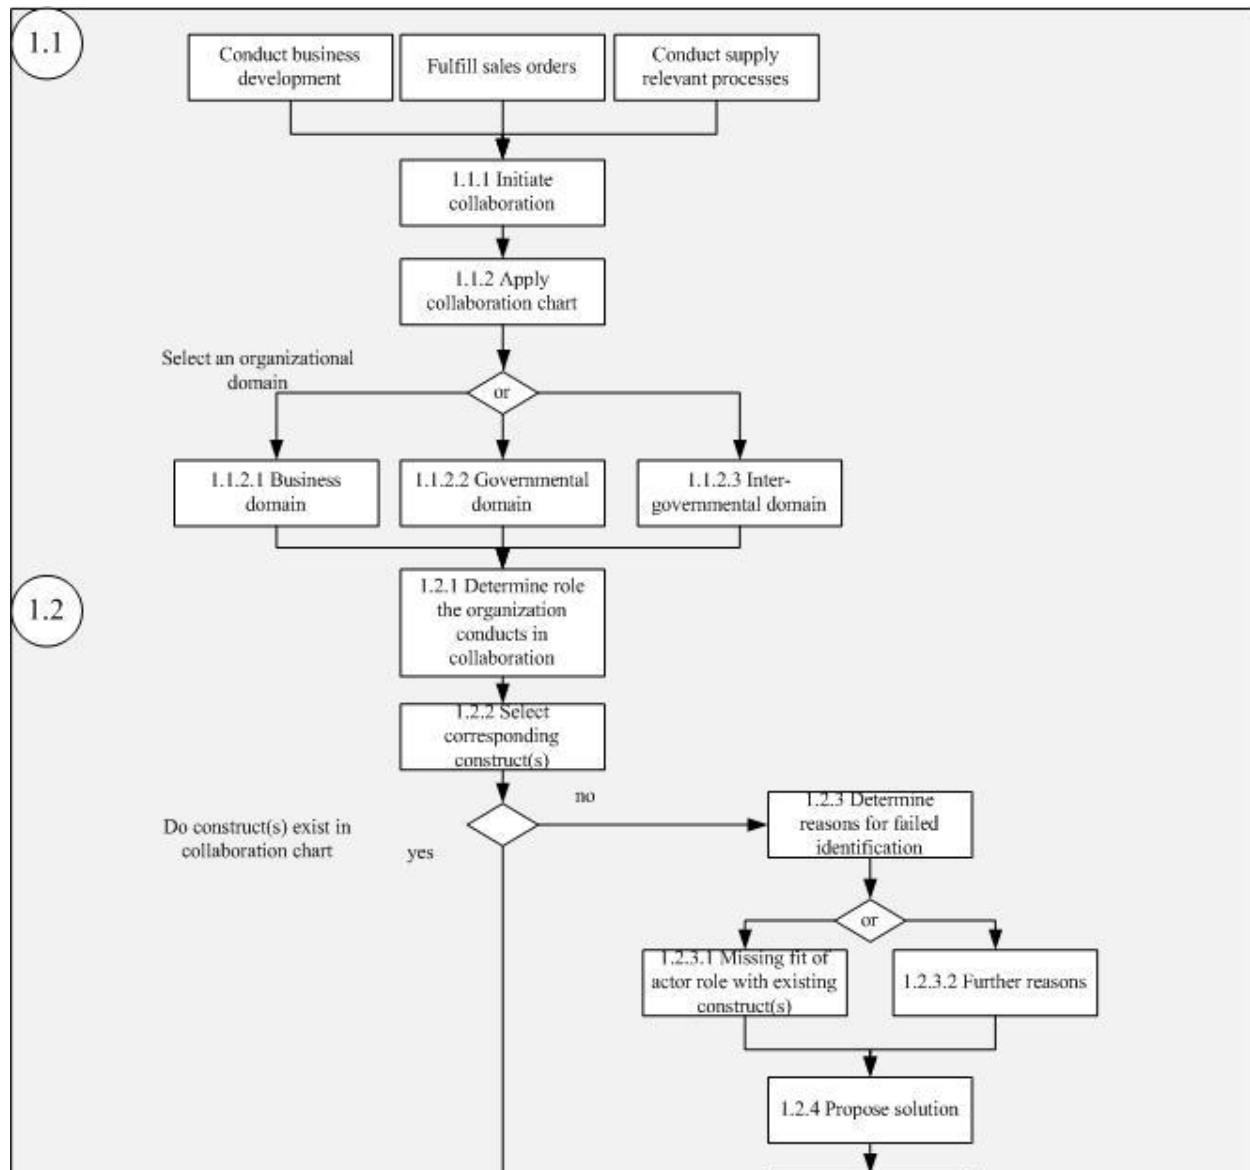 1.1
Conduct business
development
Fulfill sales orders
Conduct supply
relevant processes
1.1.1 Initiate
collaboration
1.1.2 Apply
collaboration chart
Select an organizational
domain
or
1.1.2.1 Business
domain
1.1.2.2 Governmental
domain
1.1.2.3 Inter-
governmental domain
1.2
1.2.1 Determine role
the organization
conducts in
collaboration
1.2.2 Select
corresponding
construct(s)
Do construct(s) exist in
collaboration chart
yes
no
1.2.3 Determine
reasons for failed
identification
or
1.2.3.1 Missing fit of
actor role with existing
construct(s)
1.2.3.2 Further reasons
1.2.4 Propose solution